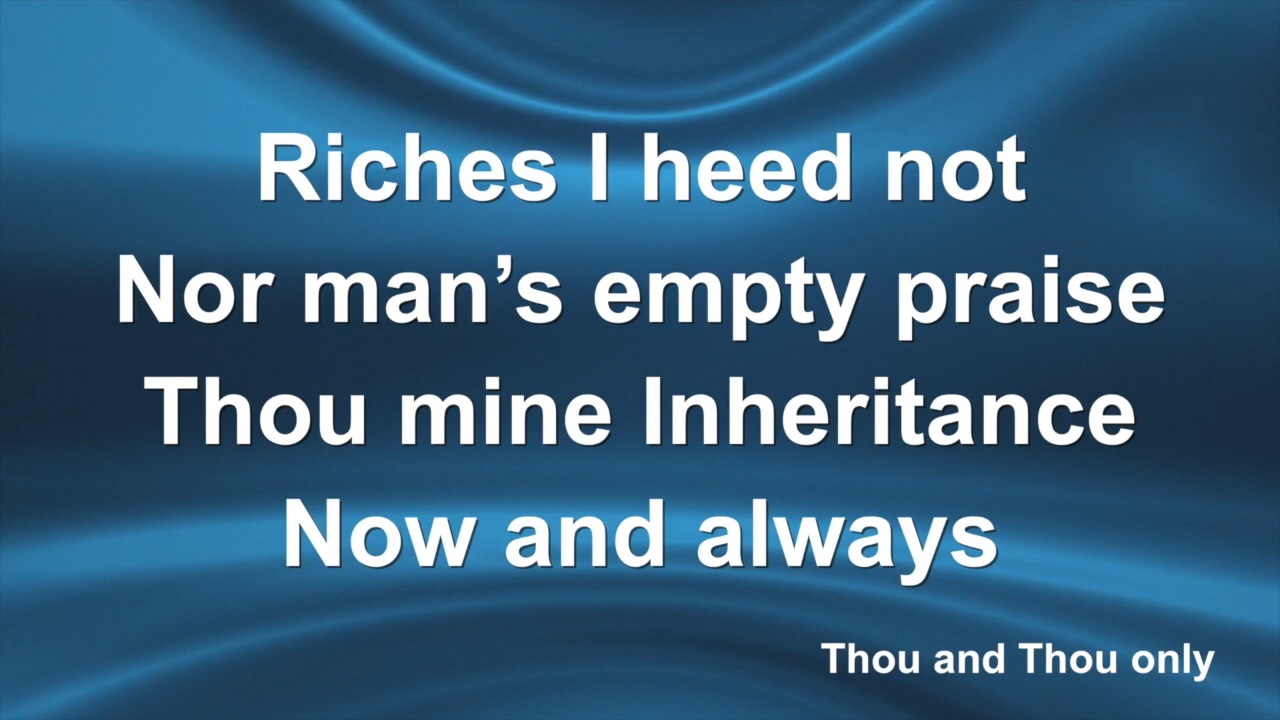 Riches I heed not
Nor man’s empty praise
Thou mine Inheritance
Now and always
Thou and Thou only